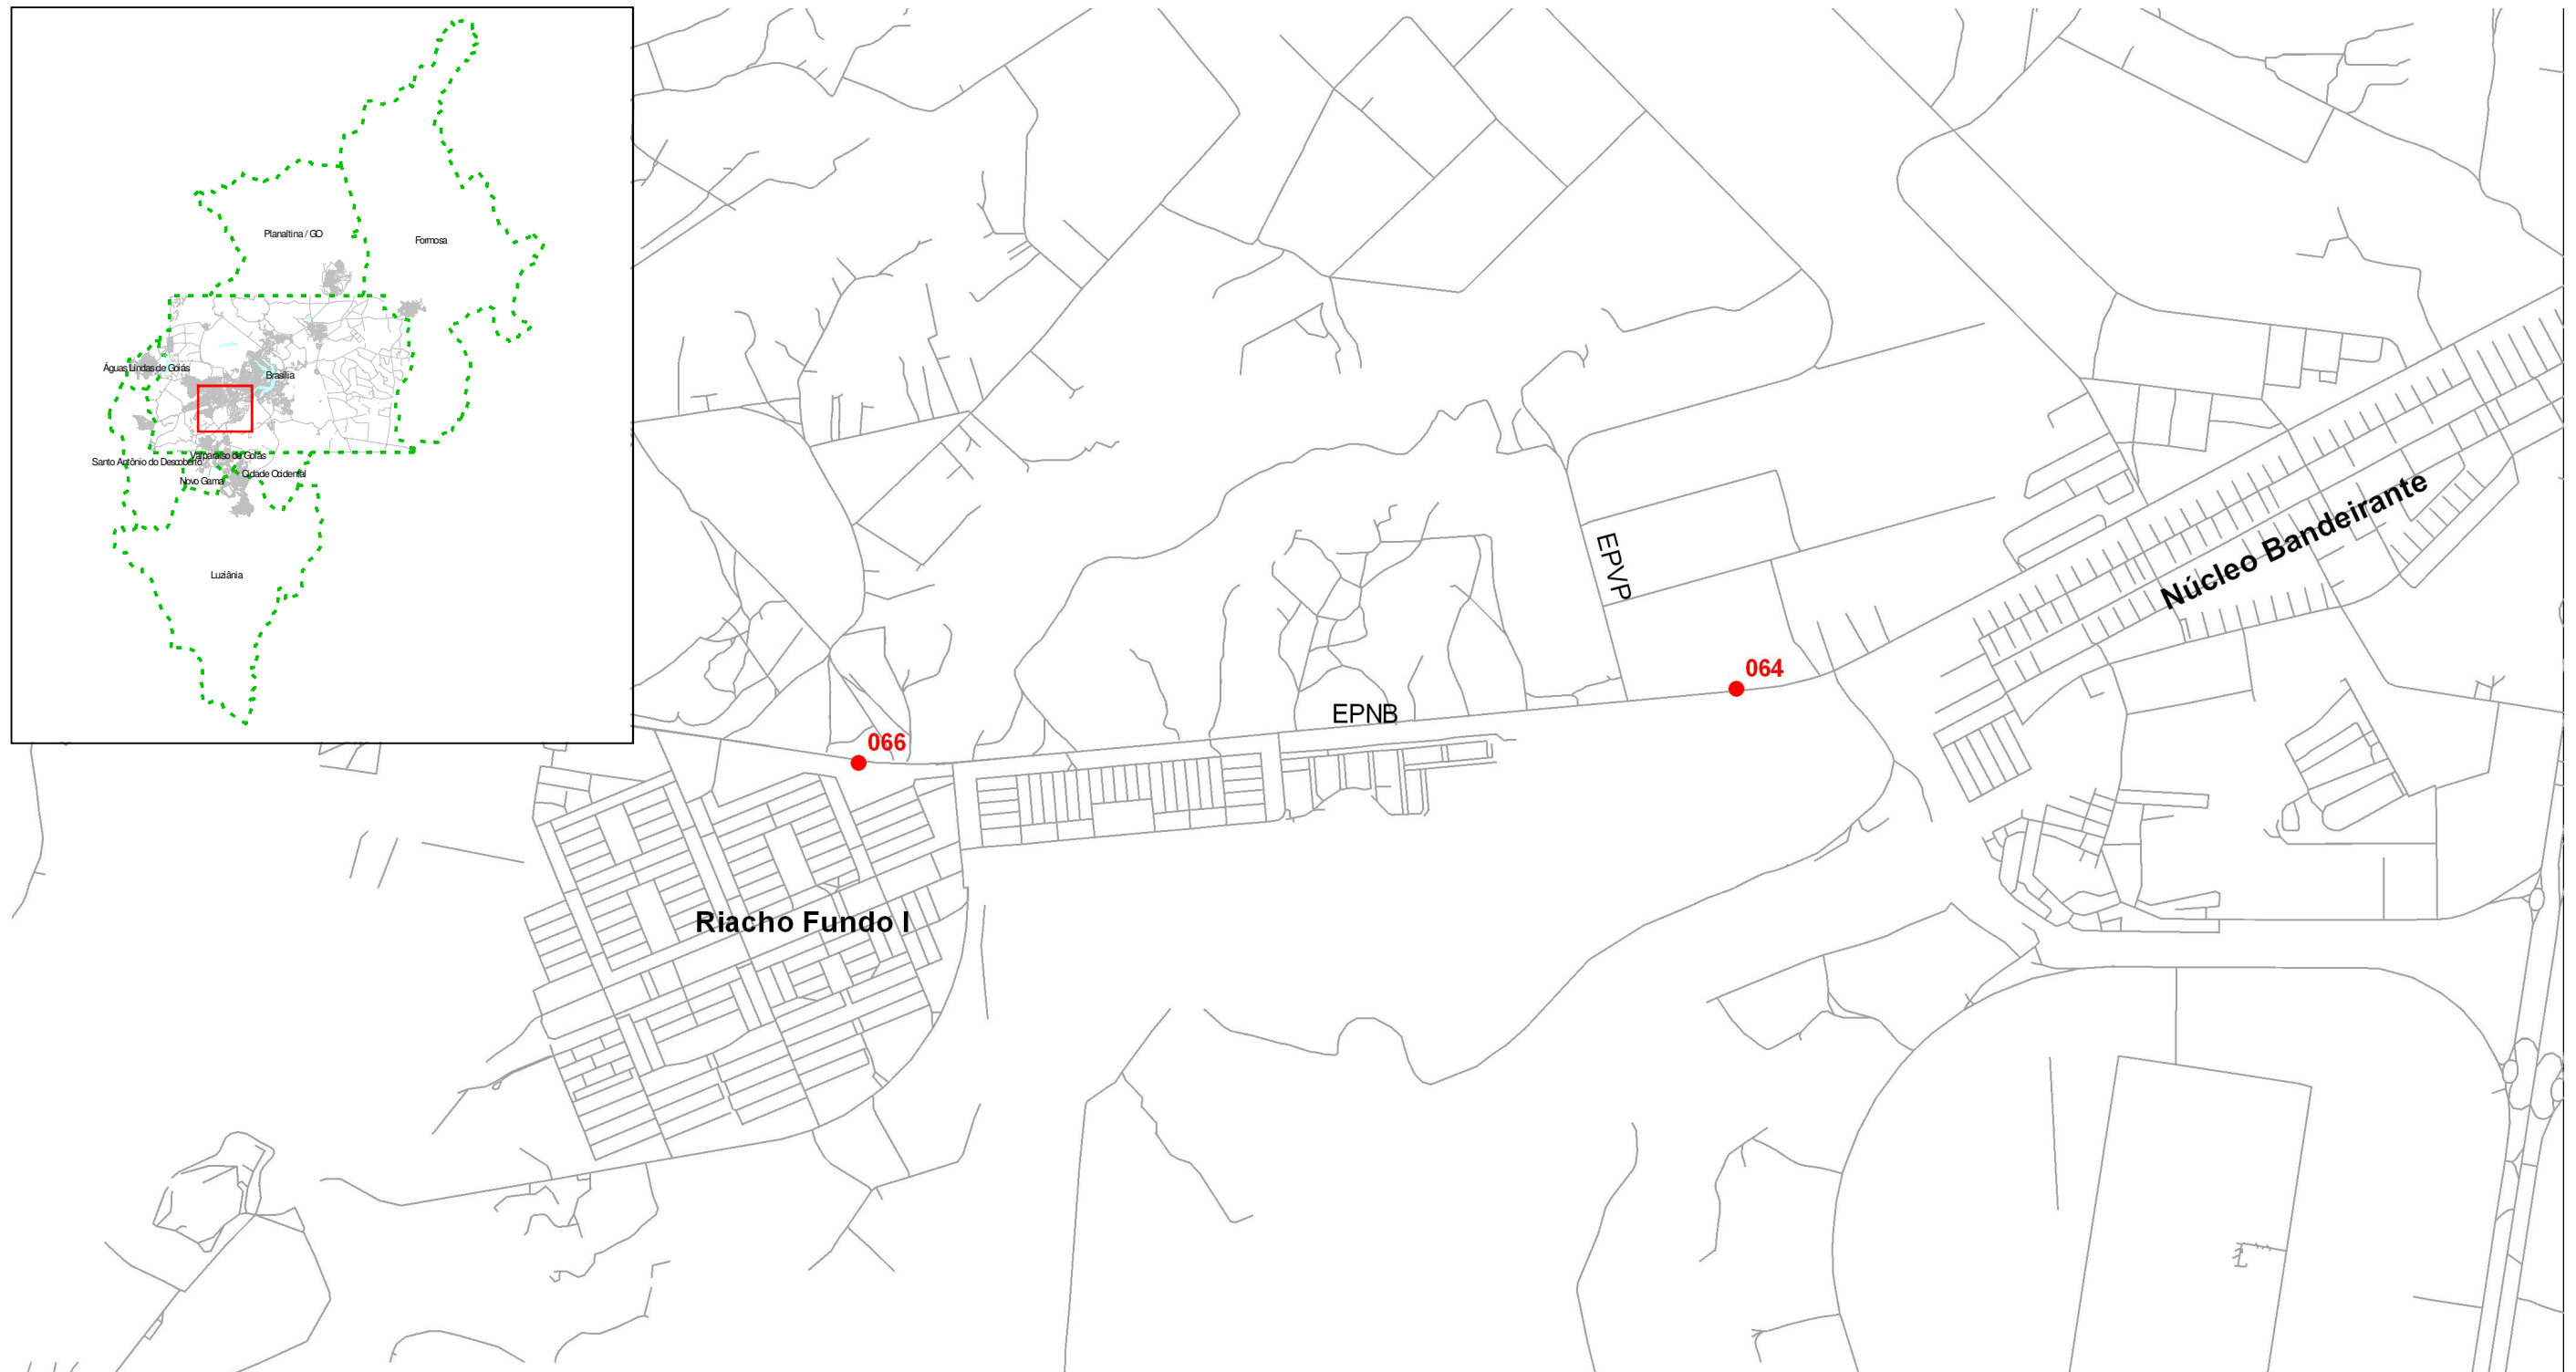 Planaltina / GO
Formosa
Águas Lindas de Goiás
Brasília
Valparaíso de Goiás
Santo Antônio do Descoberto
Cidade Ocidental
Novo Gama
Luziânia
EPVP
Núcleo Bandeirante
064
EPNB
066
Riacho Fundo I